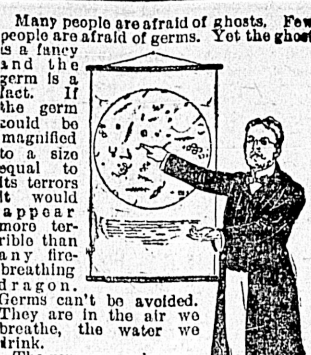 Many people are afraid of ghosts. Few
people are afraid of germs. Yet the ghost
is a fancy
and the
germ is a
fact. If
the germ
could be
magnified
to a size
equal to
its terrors
it would
appear
more ter-
rible than
any fire-
breathing
dragon.
Germs can't be avoided.
They are in the air we
breathe, the water we
drink.